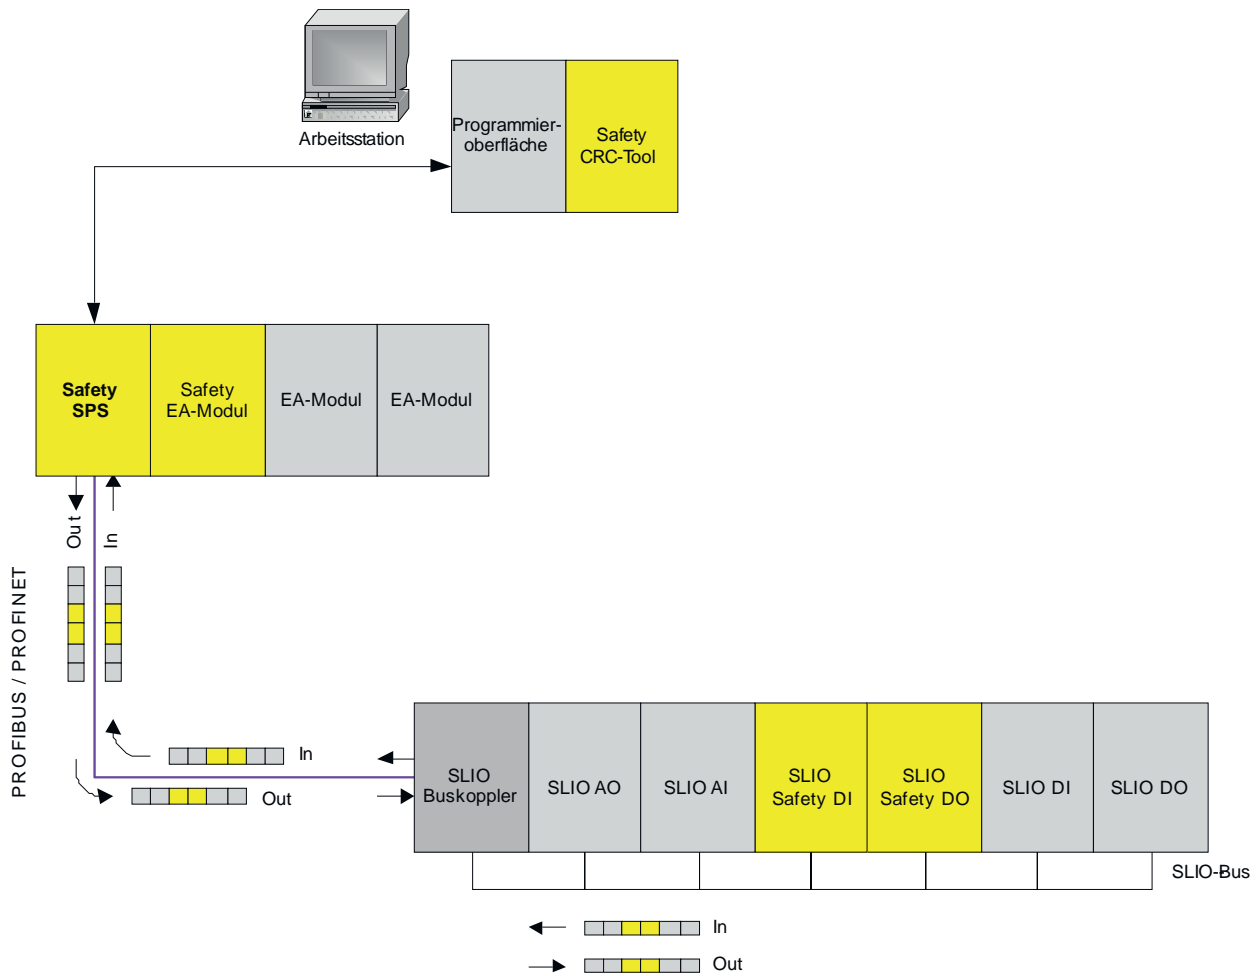 Arbeitsstation
Programmier-
oberfläche
Safety
CRC-Tool
Safety
SPS
Safety
EA-Modul
EA-Modul
EA-Modul
Out
In
PROFIBUS / PROFINET
In
Out
SLIO
Buskoppler
SLIO AO
SLIO AI
SLIO
Safety DI
SLIO
Safety DO
SLIO DI
SLIO DO
SLIO-Bus
In
Out